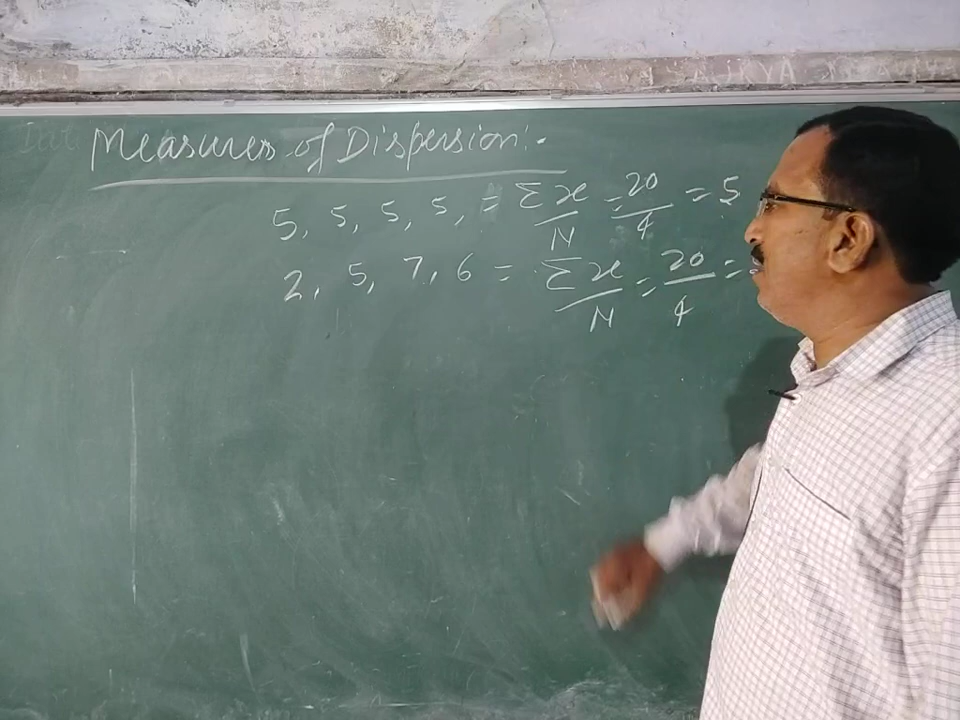 Measures of Dispersion:-
5, 5, 5, 5, = Σx/N = 20/4 = 5
2, 5, 7, 6 = Σx/N = 20/4 =